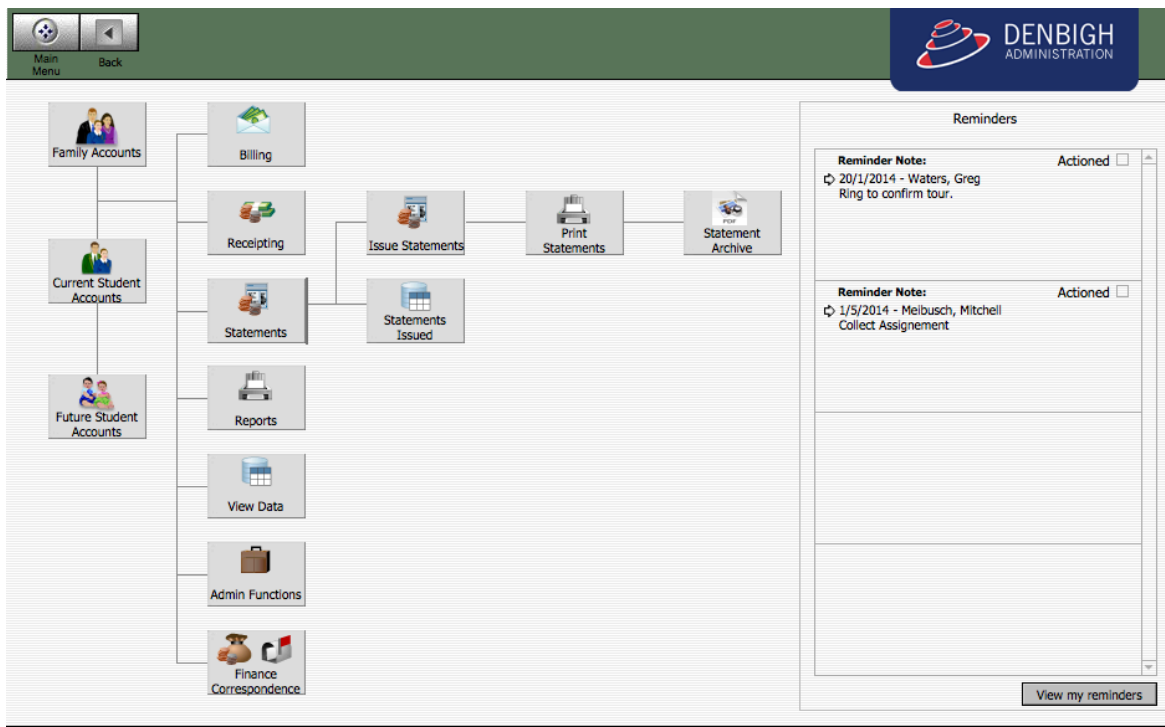 Main
Menu
Back
DENBIGH
ADMINISTRATION
Family Accounts
Current Student
Accounts
Future Student
Accounts
Billing
Receipting
Statements
Reports
View Data
Admin Functions
Finance
Correspondence
Issue Statements
Statements
Issued
Print
Statements
PDF
Statement
Archive
Reminders
Reminder Note: Actioned
20/1/2014 - Waters, Greg
Ring to confirm tour.
Reminder Note: Actioned
1/5/2014 - Meibusch, Mitchell
Collect Assignement
View my reminders